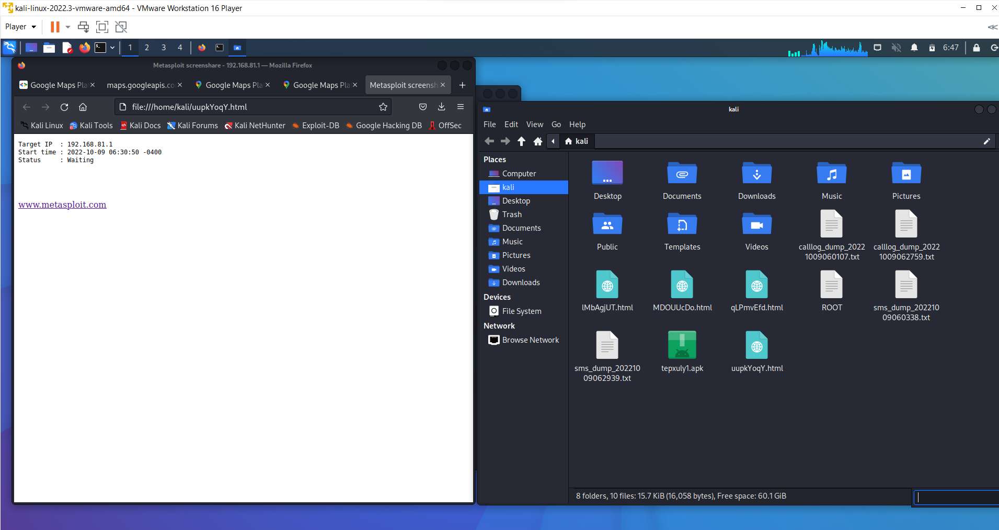 kali-linux-2022.3-vmware-amd64 - VMware Workstation 16 Player
Player
1 2 3 4
6:47
Metasploit screenshare - 192.168.81.1 — Mozilla Firefox
Google Maps Pla
maps.googleapis.co
Google Maps Pla
Google Maps Pla
Metasploit screensh
file:///home/kali/uupkYoqY.html
Kali Linux Kali Tools Kali Docs Kali Forums Kali NetHunter Exploit-DB Google Hacking DB OffSec
Target IP : 192.168.81.1
Start time : 2022-10-09 06:30:50 -0400
Status : Waiting
www.metasploit.com
kali
File Edit View Go Help
kali
Places
Computer
kali
Desktop
Trash
Documents
Music
Pictures
Videos
Downloads
Devices
File System
Network
Browse Network
Desktop
Documents
Downloads
Music
Pictures
Public
Templates
Videos
calllog_dump_2022
1009060107.txt
calllog_dump_2022
1009062759.txt
lMbAgjUT.html
MDOUUcDo.html
qLPmvEfd.html
ROOT
sms_dump_202210
09060338.txt
sms_dump_202210
09062939.txt
tepxuly1.apk
uupkYoqY.html
8 folders, 10 files: 15.7 KiB (16,058 bytes), Free space: 60.1 GiB